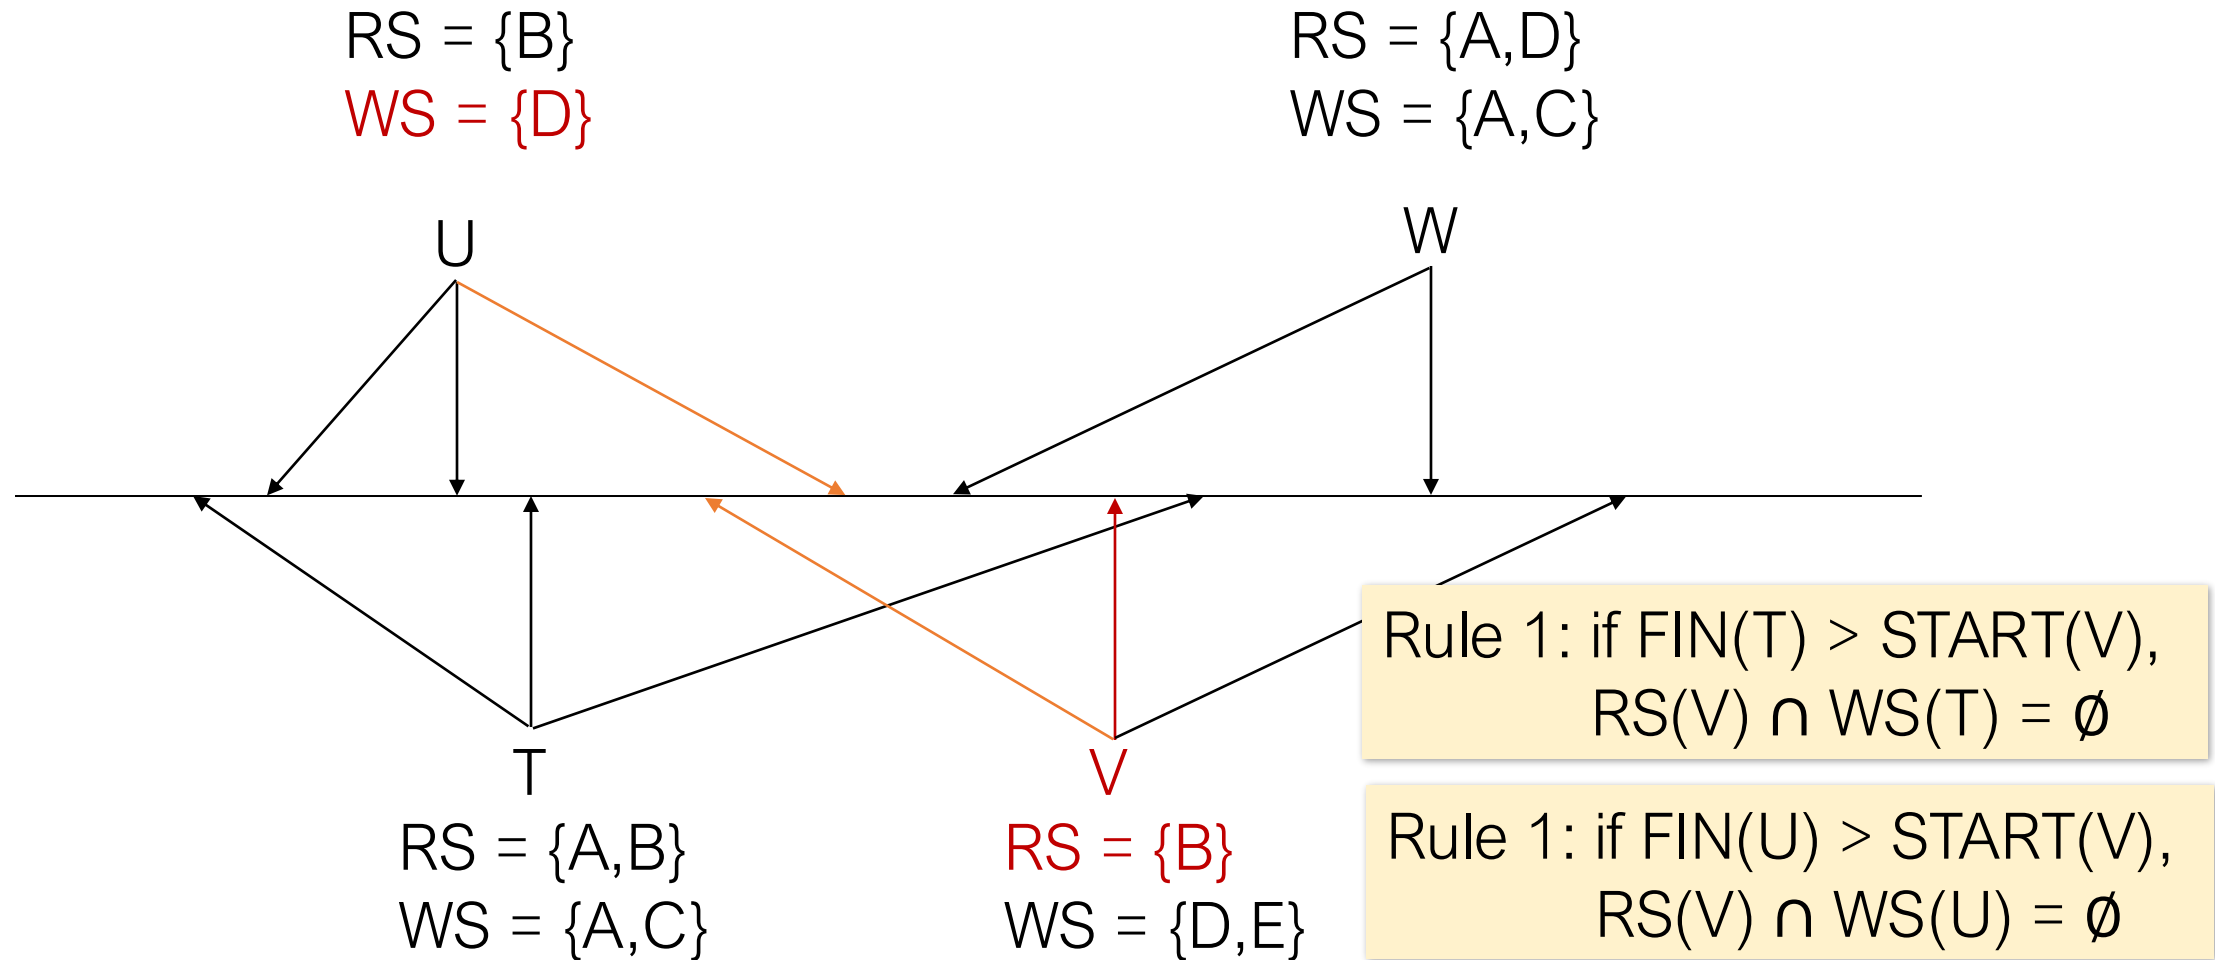 RS = {B}
WS = {D}
RS = {A,D}
WS = {A,C}
U
W
T
RS = {A,B}
WS = {A,C}
V
RS = {B}
WS = {D,E}
Rule 1: if FIN(T) > START(V),
RS(V) ∩ WS(T) = ∅
Rule 1: if FIN(U) > START(V),
RS(V) ∩ WS(U) = ∅